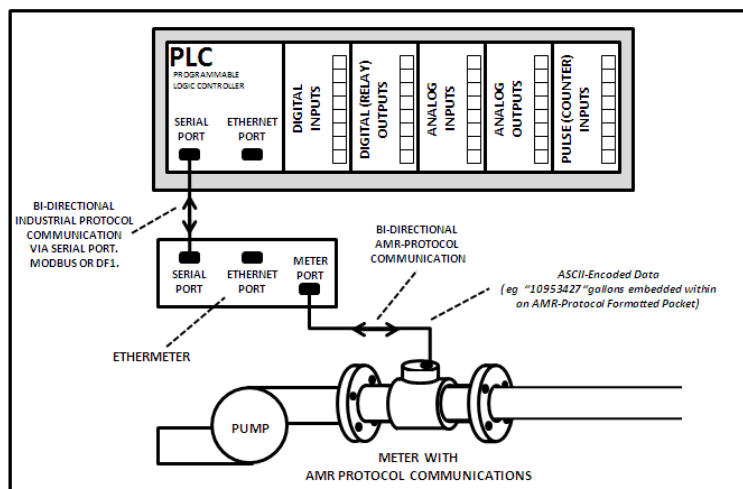 PLC
PROGRAMMABLE
LOGIC CONTROLLER
SERIAL
PORT
ETHERNET
PORT
DIGITAL
INPUTS
DIGITAL (RELAY)
OUTPUTS
ANALOG
INPUTS
ANALOG
OUTPUTS
PULSE (COUNTER)
INPUTS
BI-DIRECTIONAL
INDUSTRIAL PROTOCOL
COMMUNICATION
VIA SERIAL PORT.
MODBUS OR DF1.
SERIAL
PORT
ETHERNET
PORT
METER
PORT
BI-DIRECTIONAL
AMR-PROTOCOL
COMMUNICATION
ASCII-Encoded Data
(eg "10953427"gallons embedded within
an AMR-Protocol Formatted Packet)
ETHERMETER
PUMP
METER WITH
AMR PROTOCOL COMMUNICATIONS